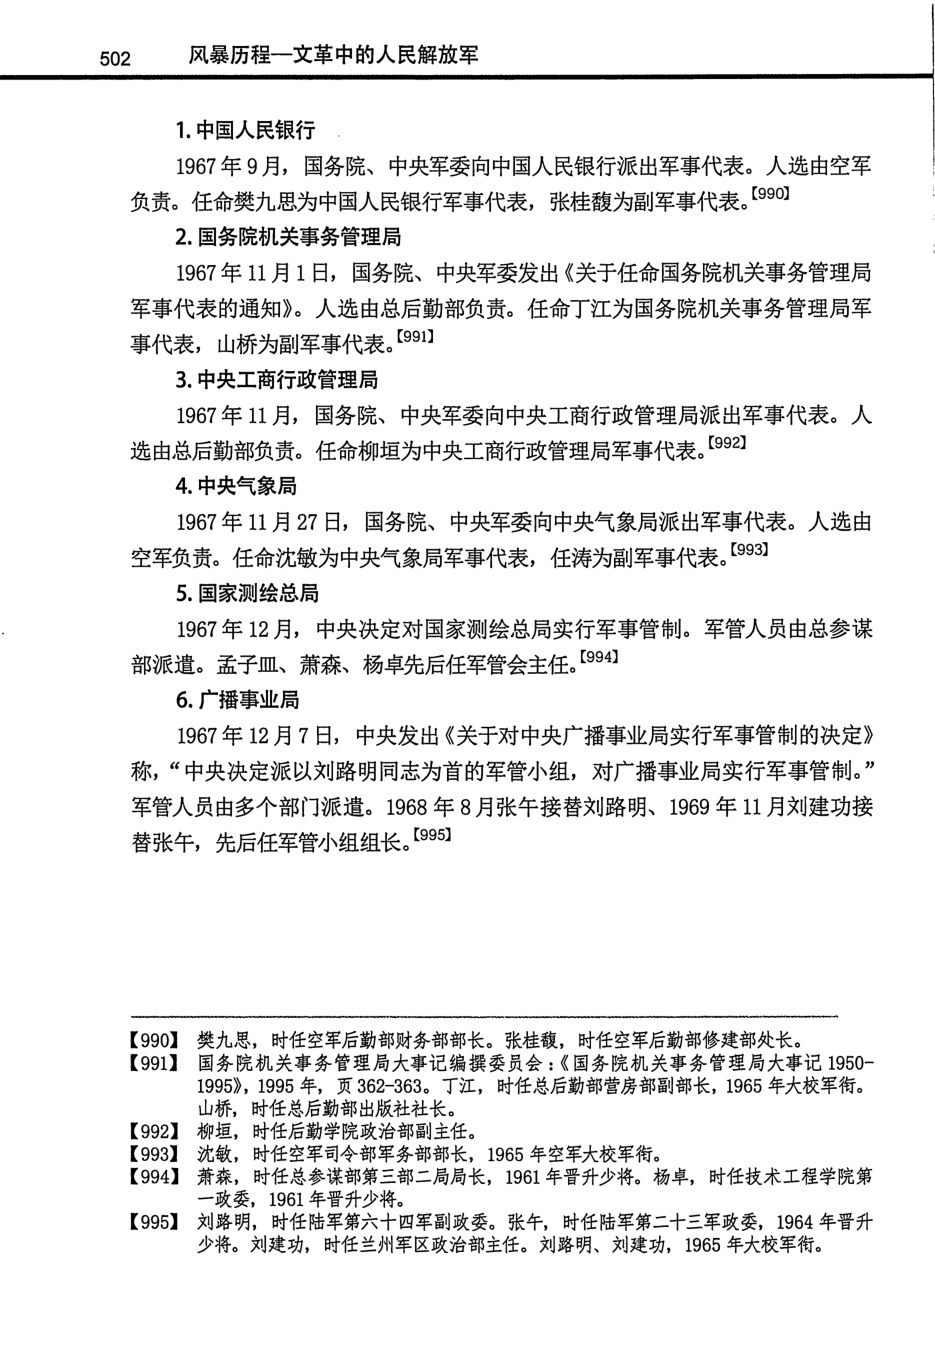 502 风暴历程—文革中的人民解放军
1. 中国人民银行
1967 年 9 月，国务院、中央军委向中国人民银行派出军事代表。人选由空军
负责。任命樊九思为中国人民银行军事代表，张桂馥为副军事代表。【990】
2. 国务院机关事务管理局
1967 年 11 月 1 日，国务院、中央军委发出《关于任命国务院机关事务管理局
军事代表的通知》。人选由总后勤部负责。任命丁江为国务院机关事务管理局军
事代表，山桥为副军事代表。【991】
3. 中央工商行政管理局
1967 年 11 月，国务院、中央军委向中央工商行政管理局派出军事代表。人
选由总后勤部负责。任命柳垣为中央工商行政管理局军事代表。【992】
4. 中央气象局
1967 年 11 月 27 日，国务院、中央军委向中央气象局派出军事代表。人选由
空军负责。任命沈敏为中央气象局军事代表，任涛为副军事代表。【993】
5. 国家测绘总局
1967 年 12 月，中央决定对国家测绘总局实行军事管制。军管人员由总参谋
部派遣。孟子皿、萧森、杨卓先后任军管会主任。【994】
6. 广播事业局
1967 年 12 月 7 日，中央发出《关于对中央广播事业局实行军事管制的决定》
称，“中央决定派以刘路明同志为首的军管小组，对广播事业局实行军事管制。”
军管人员由多个部门派遣。1968 年 8 月张午接替刘路明、1969 年 11 月刘建功接
替张午，先后任军管小组组长。【995】
【990】 樊九思，时任空军后勤部财务部部长。张桂馥，时任空军后勤部修建部处长。
【991】 国务院机关事务管理局大事记编撰委员会：《国务院机关事务管理局大事记 1950-
1995》，1995 年，页 362-363。丁江，时任总后勤部营房部副部长，1965 年大校军衔。
山桥，时任总后勤部出版社社长。
【992】 柳垣，时任后勤学院政治部副主任。
【993】 沈敏，时任空军司令部军务部部长，1965 年空军大校军衔。
【994】 萧森，时任总参谋部第三部二局局长，1961 年晋升少将。杨卓，时任技术工程学院第
一政委，1961 年晋升少将。
【995】 刘路明，时任陆军第六十四军副政委。张午，时任陆军第二十三军政委，1964 年晋升
少将。刘建功，时任兰州军区政治部主任。刘路明、刘建功，1965 年大校军衔。